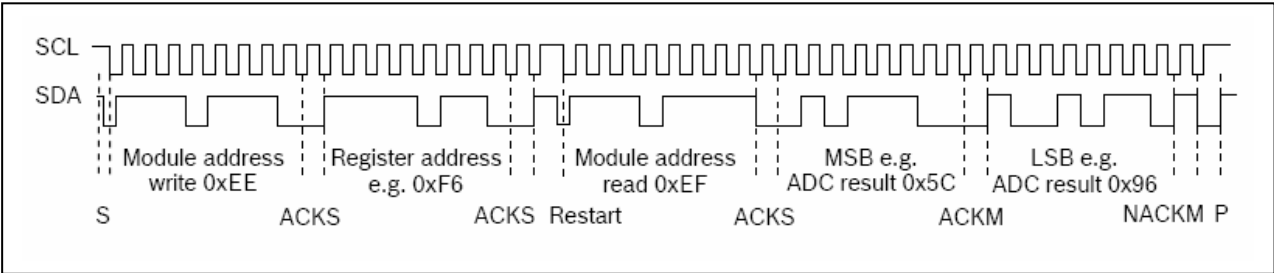 SCL
SDA
Module address
write 0xEE
Register address
e.g. 0xF6
Module address
read 0xEF
MSB e.g.
ADC result 0x5C
LSB e.g.
ADC result 0x96
S
ACKS
ACKS
Restart
ACKS
ACKM
NACKM
P